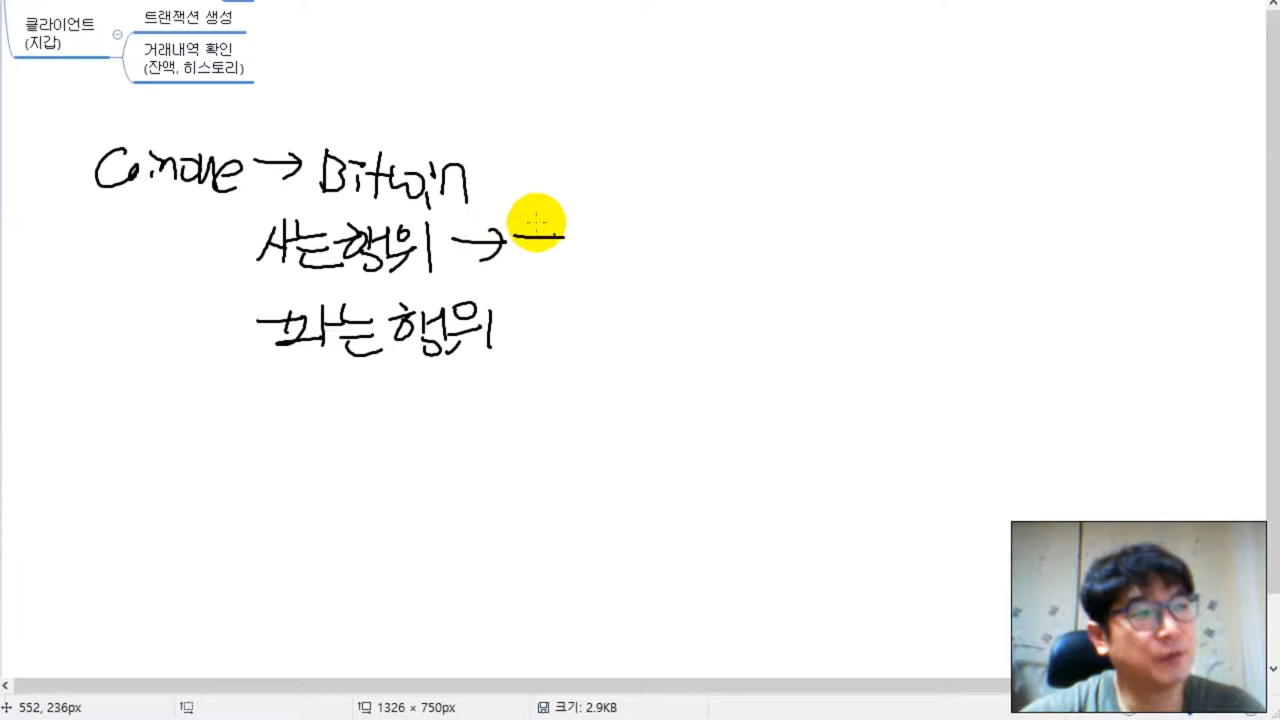 트랜잭션 생성
클라이언트
(지갑)
거래내역 확인
(잔액, 히스토리)
Coinone → Bitcoin
사는행위 →
파는행위
552, 236px
1326 × 750px
크기: 2.9KB